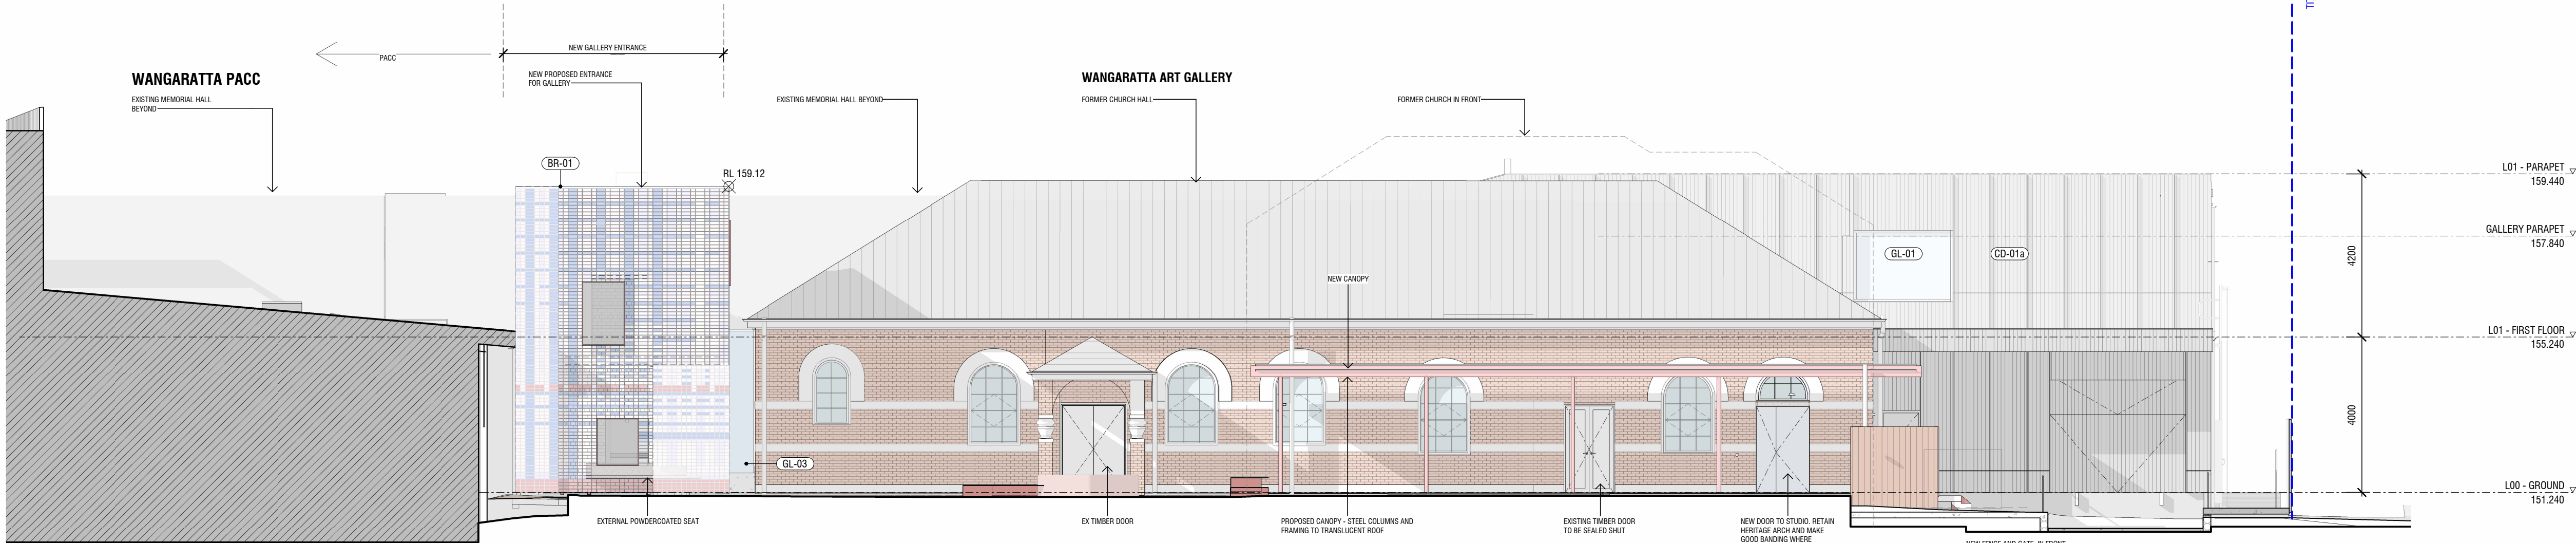 PACC
NEW GALLERY ENTRANCE
WANGARATTA PACC
EXISTING MEMORIAL HALL
BEYOND
NEW PROPOSED ENTRANCE
FOR GALLERY
EXISTING MEMORIAL HALL BEYOND
WANGARATTA ART GALLERY
FORMER CHURCH HALL
FORMER CHURCH IN FRONT
BR-01
RL 159.12
L01 - PARAPET
159.440
GALLERY PARAPET
157.840
GL-01
CD-01a
4200
NEW CANOPY
L01 - FIRST FLOOR
155.240
4000
GL-03
L00 - GROUND
151.240
EXTERNAL POWDERCOATED SEAT
EX TIMBER DOOR
PROPOSED CANOPY - STEEL COLUMNS AND
FRAMING TO TRANSLUCENT ROOF
EXISTING TIMBER DOOR
TO BE SEALED SHUT
NEW DOOR TO STUDIO. RETAIN
HERITAGE ARCH AND MAKE
GOOD BANDING WHERE